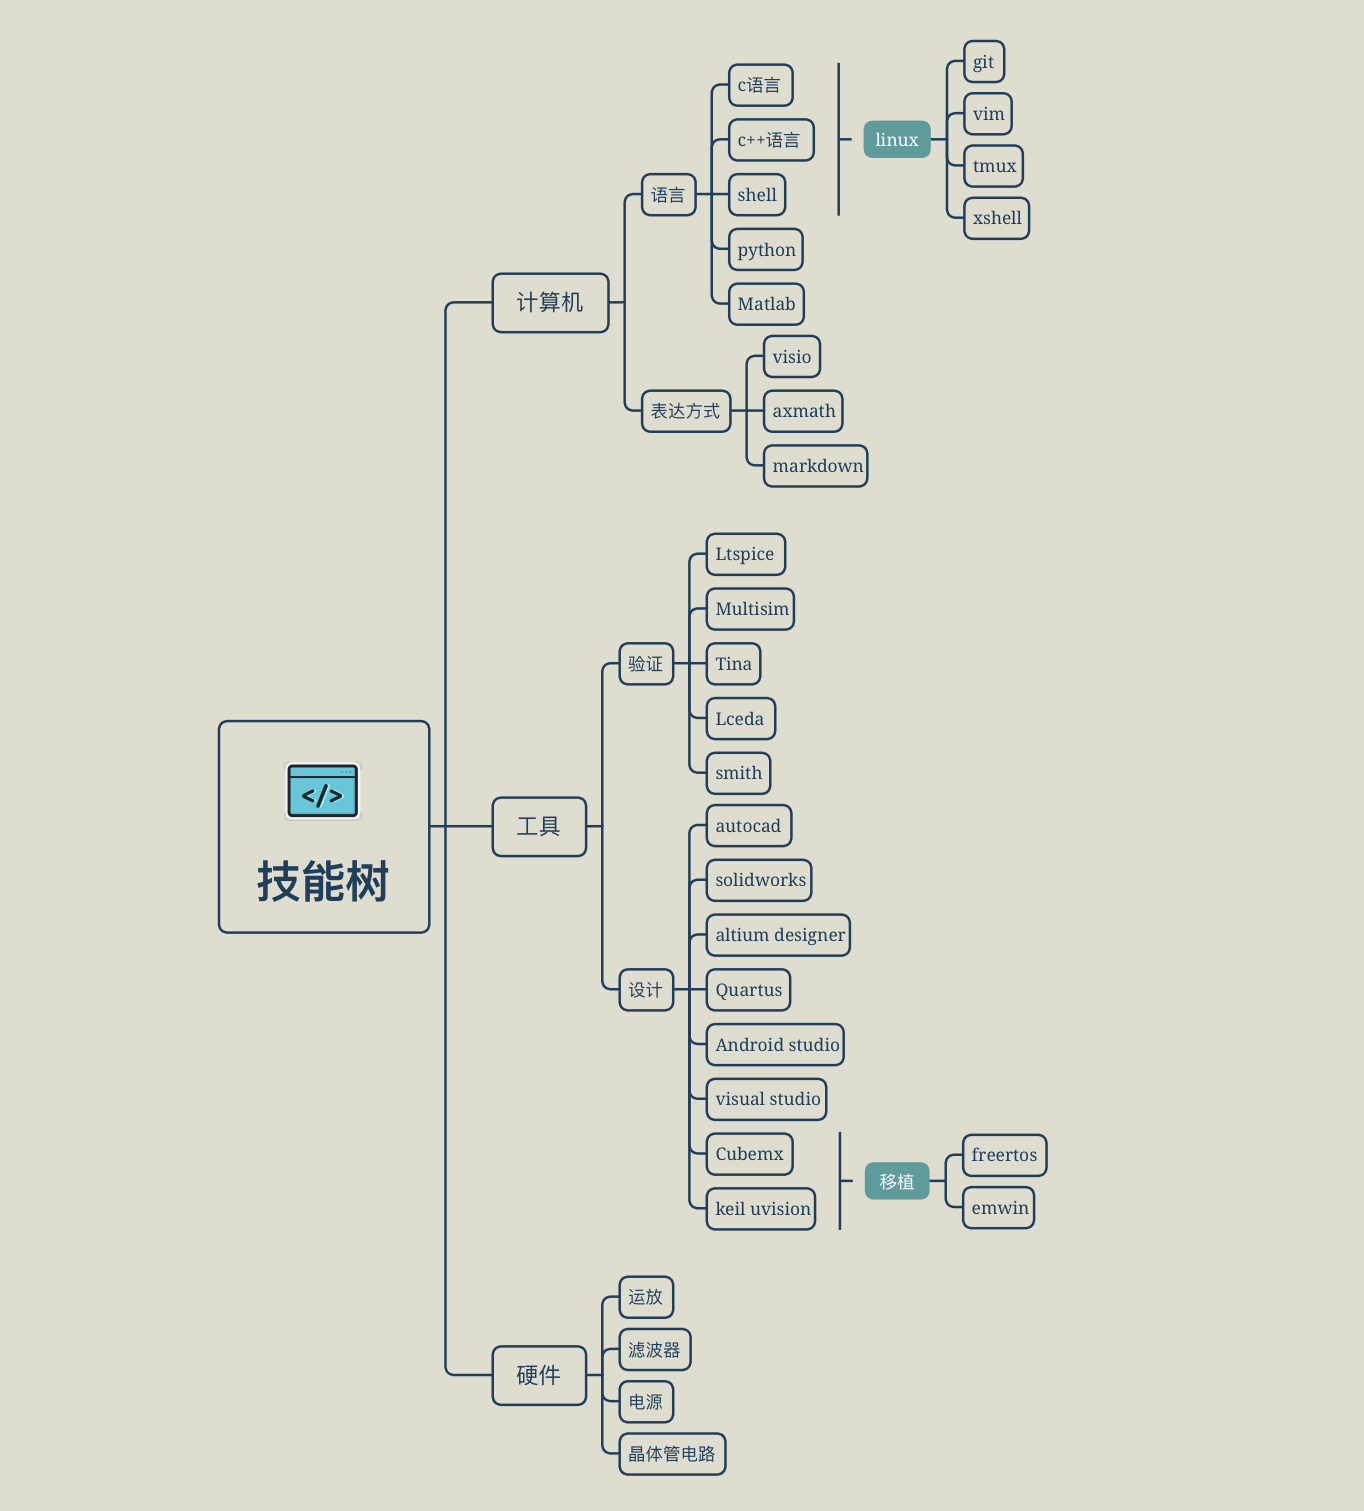 技能树
计算机
语言
c语言
c++语言
shell
python
Matlab
linux
git
vim
tmux
xshell
表达方式
visio
axmath
markdown
工具
验证
Ltspice
Multisim
Tina
Lceda
smith
设计
autocad
solidworks
altium designer
Quartus
Android studio
visual studio
Cubemx
keil uvision
移植
freertos
emwin
硬件
运放
滤波器
电源
晶体管电路